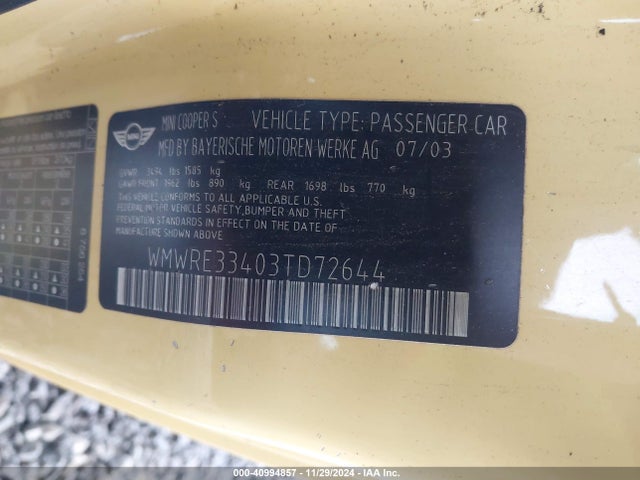 MINI
MINI COOPER S VEHICLE TYPE: PASSENGER CAR
MFD BY BAYERISCHE MOTOREN WERKE AG 07/03
GVWR 3494 lbs 1585 kg
GAWR FRONT 1962 lbs 890 kg REAR 1698 lbs 770 kg
THIS VEHICLE CONFORMS TO ALL APPLICABLE U.S.
FEDERAL MOTOR VEHICLE SAFETY, BUMPER AND THEFT
PREVENTION STANDARDS IN EFFECT ON THE DATE OF
MANUFACTURE SHOWN ABOVE.
WMWRE33403TD72644
000-40994857 - 11/29/2024 - IAA